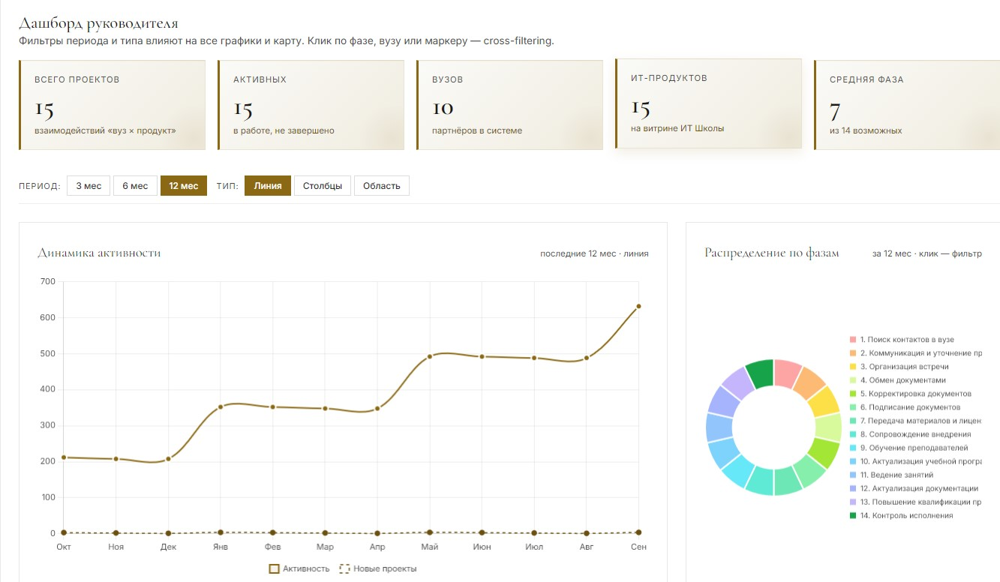 Дашборд руководителя
Фильтры периода и типа влияют на все графики и карту. Клик по фазе, вузу или маркеру — cross-filtering.
ВСЕГО ПРОЕКТОВ
15
взаимодействий «вуз × продукт»
АКТИВНЫХ
15
в работе, не завершено
ВУЗОВ
10
партнёров в системе
ИТ-ПРОДУКТОВ
15
на витрине ИТ Школы
СРЕДНЯЯ ФАЗА
7
из 14 возможных
ПЕРИОД: 3 мес 6 мес 12 мес ТИП: Линия Столбцы Область
Динамика активности
последние 12 мес · линия
700
600
500
400
300
200
100
0
Окт Ноя Дек Янв Фев Мар Апр Май Июн Июл Авг Сен
Активность Новые проекты
Распределение по фазам
за 12 мес · клик — фильтр
1. Поиск контактов в вузе
2. Коммуникация и уточнение пр
3. Организация встречи
4. Обмен документами
5. Корректировка документов
6. Подписание документов
7. Передача материалов и лицен
8. Сопровождение внедрения
9. Обучение преподавателей
10. Актуализация учебной програ
11. Ведение занятий
12. Актуализация документации
13. Повышение квалификации пр
14. Контроль исполнения